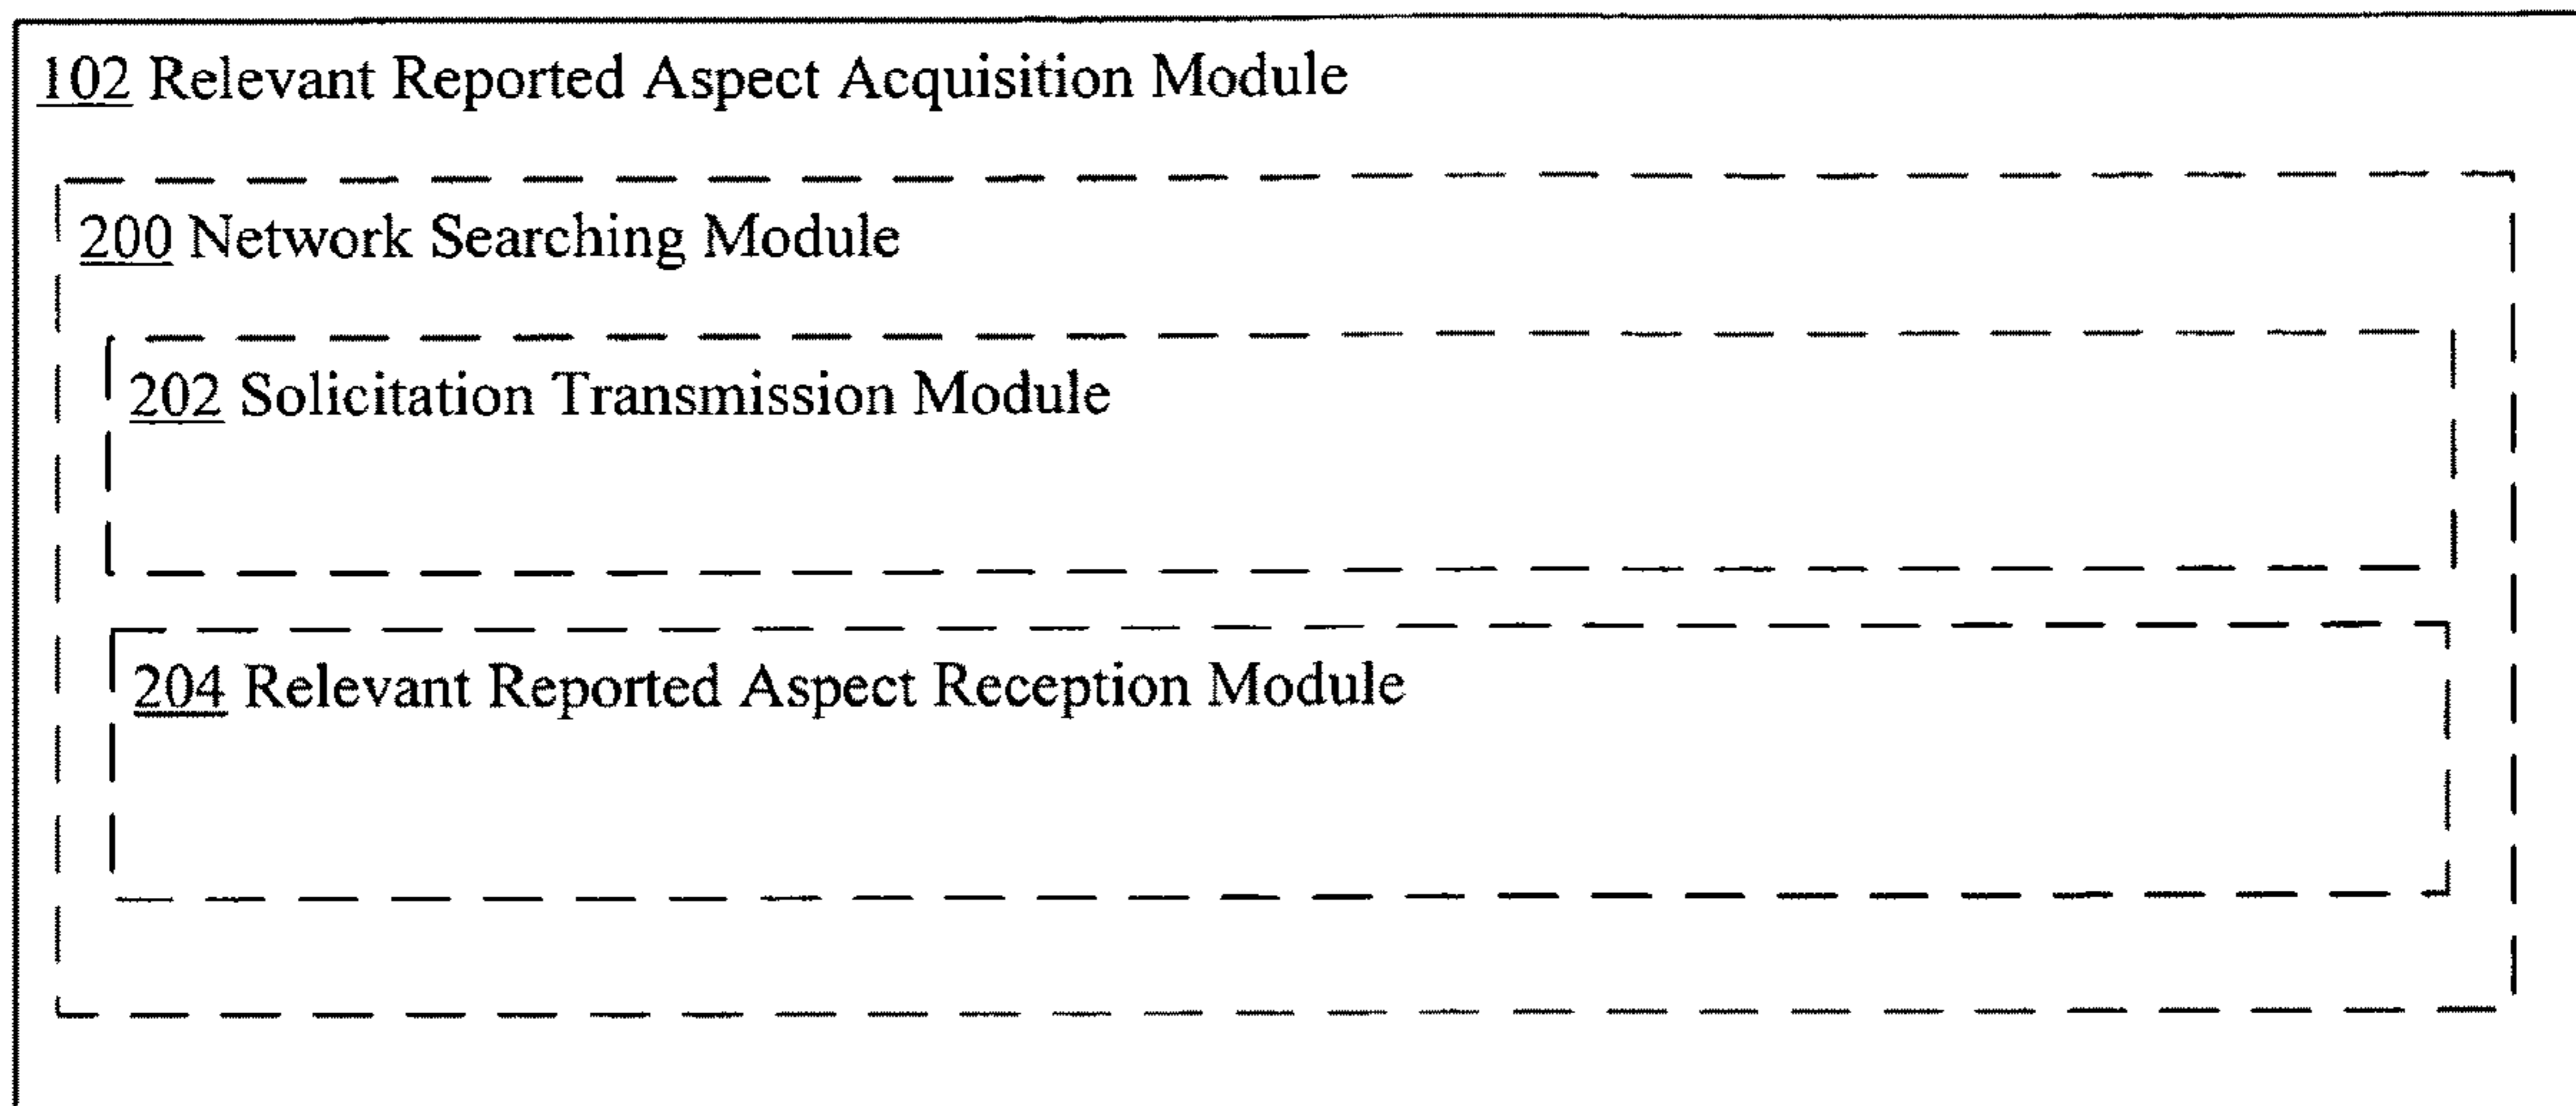 102 Relevant Reported Aspect Acquisition Module
200 Network Searching Module
202 Solicitation Transmission Module
204 Relevant Reported Aspect Reception Module